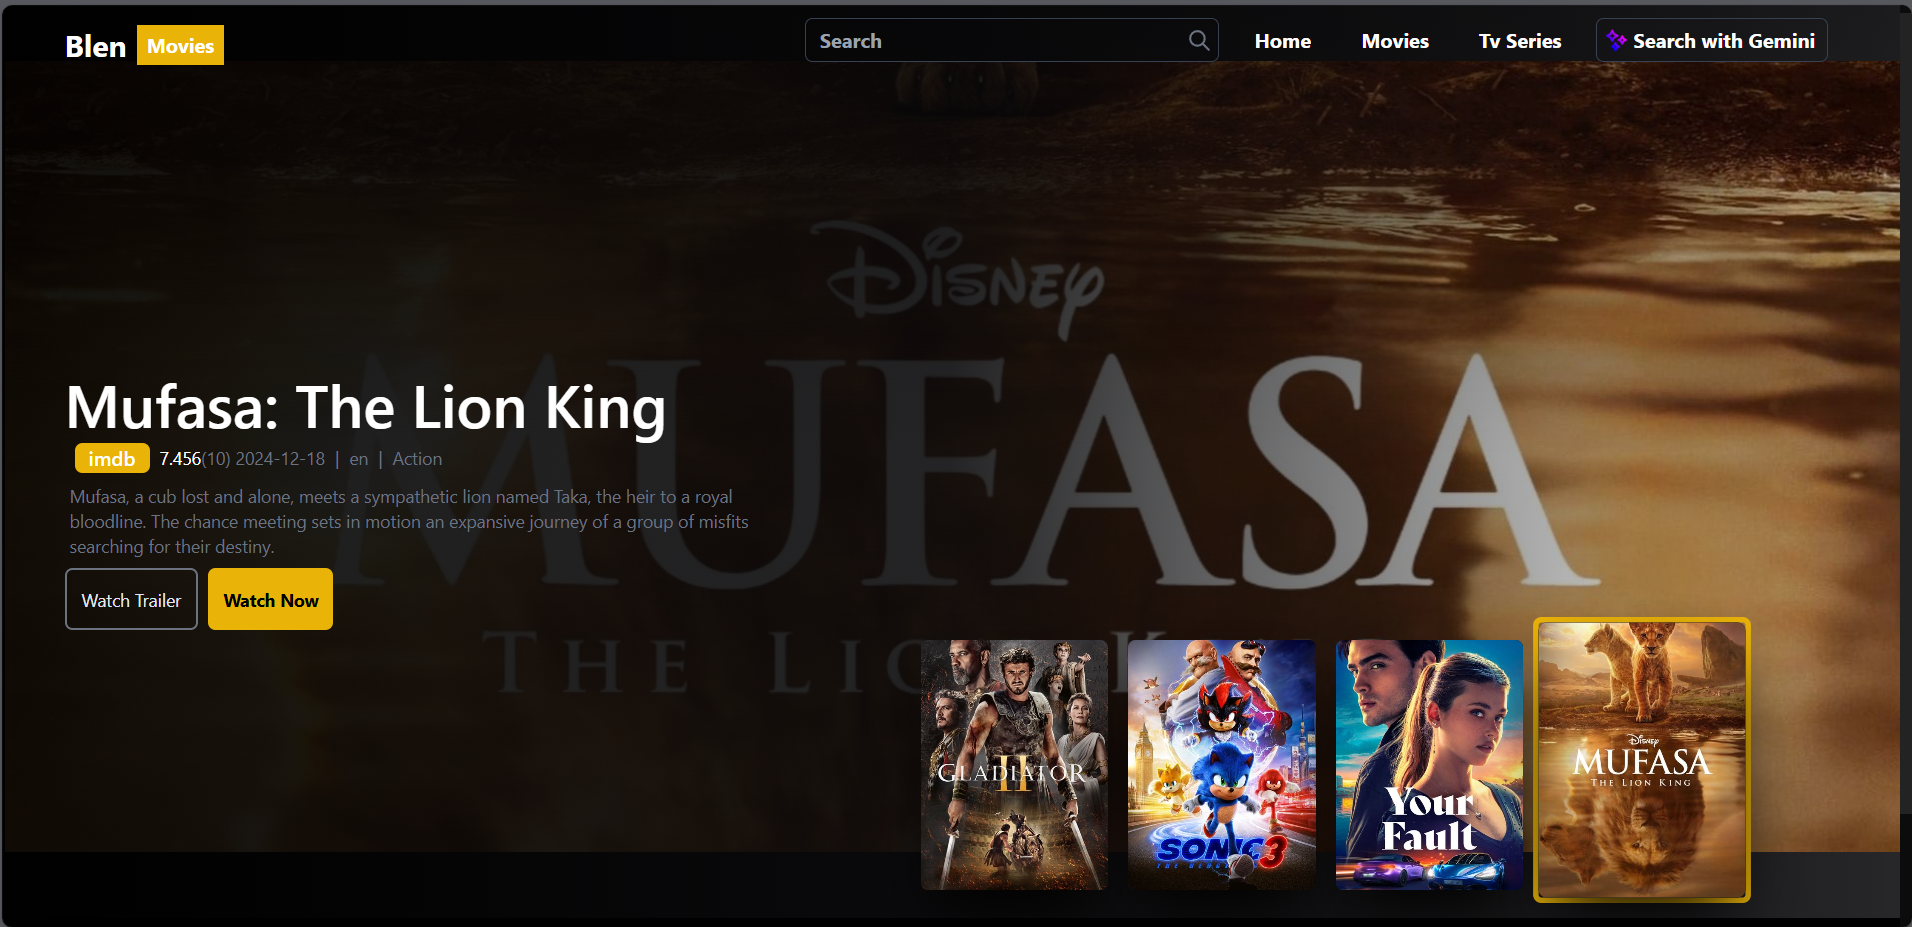 Blen Movies
Search
Home
Movies
Tv Series
Search with Gemini
Disney
MUFASA
THE LION K
Mufasa: The Lion King
imdb 7.456(10) 2024-12-18 | en | Action
Mufasa, a cub lost and alone, meets a sympathetic lion named Taka, the heir to a royal
bloodline. The chance meeting sets in motion an expansive journey of a group of misfits
searching for their destiny.
Watch Trailer
Watch Now
GLADIATOR
II
SONIC 3
Your
Fault
Disney
MUFASA
THE LION KING